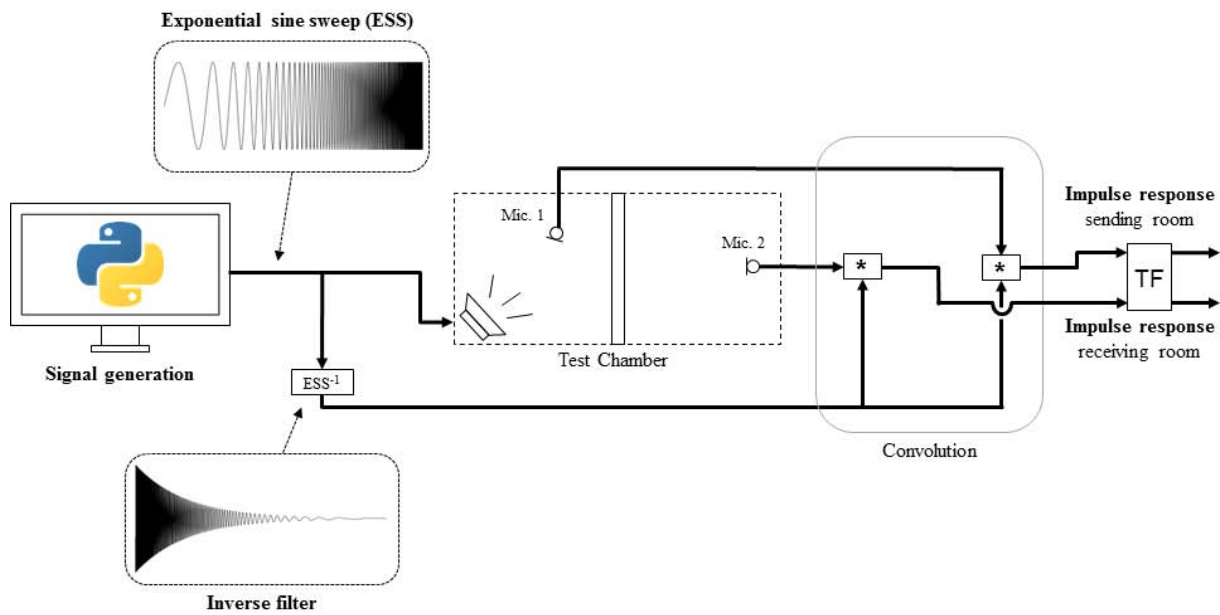 Exponential sine sweep (ESS)
Signal generation
ESS-1
Inverse filter
Mic. 1
Mic. 2
Test Chamber
*
*
Convolution
Impulse response
sending room
TF
Impulse response
receiving room